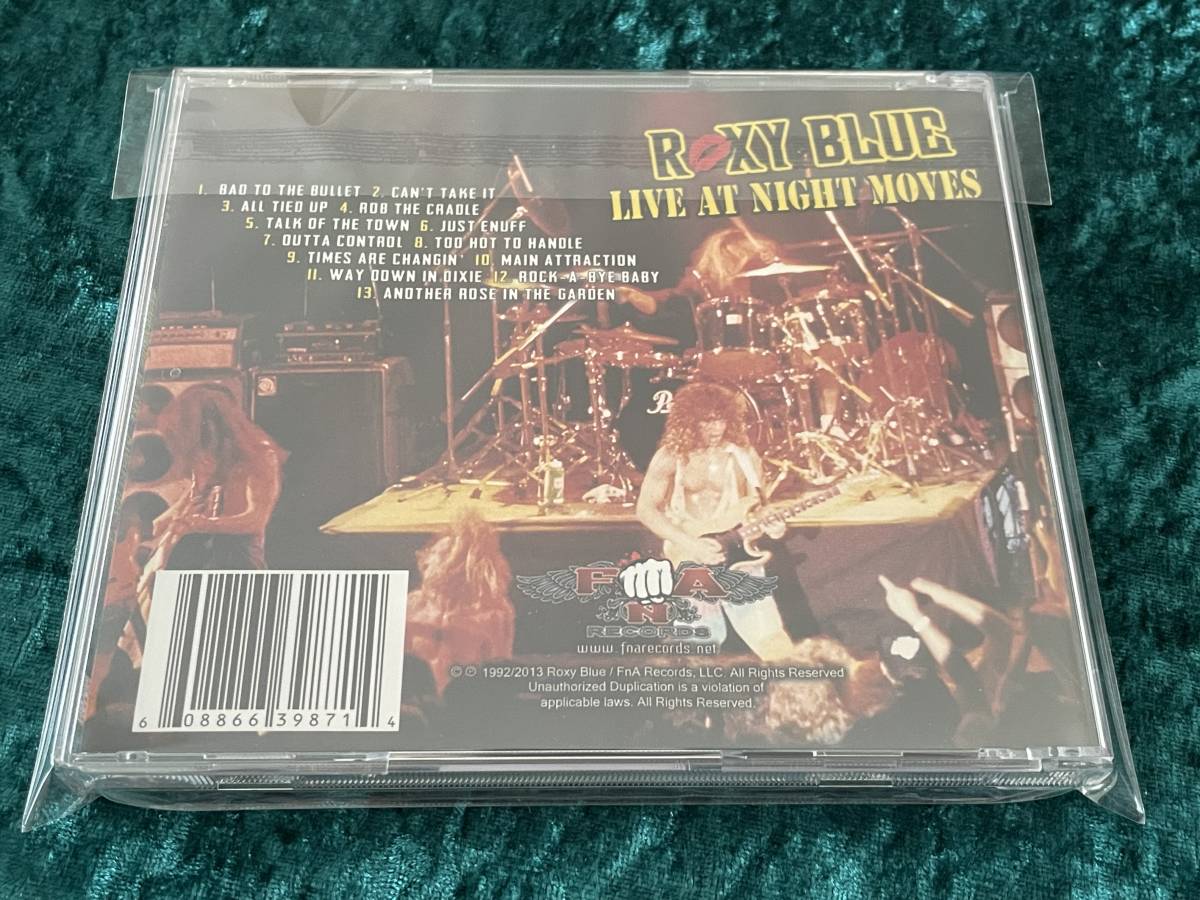 ROXY BLUE
LIVE AT NIGHT MOVES
1. BAD TO THE BULLET 2. CAN'T TAKE IT
3. ALL TIED UP 4. ROB THE CRADLE
5. TALK OF THE TOWN 6. JUST ENUFF
7. OUTTA CONTROL 8. TOO HOT TO HANDLE
9. TIMES ARE CHANGIN' 10. MAIN ATTRACTION
11. WAY DOWN IN DIXIE 12. ROCK-A-BYE BABY
13. ANOTHER ROSE IN THE GARDEN
F N A
RECORDS
www.fnarecords.net
© ℗ 1992/2013 Roxy Blue / FnA Records, LLC. All Rights Reserved
Unauthorized Duplication is a violation of
applicable laws. All Rights Reserved.
6 08866 39871 4